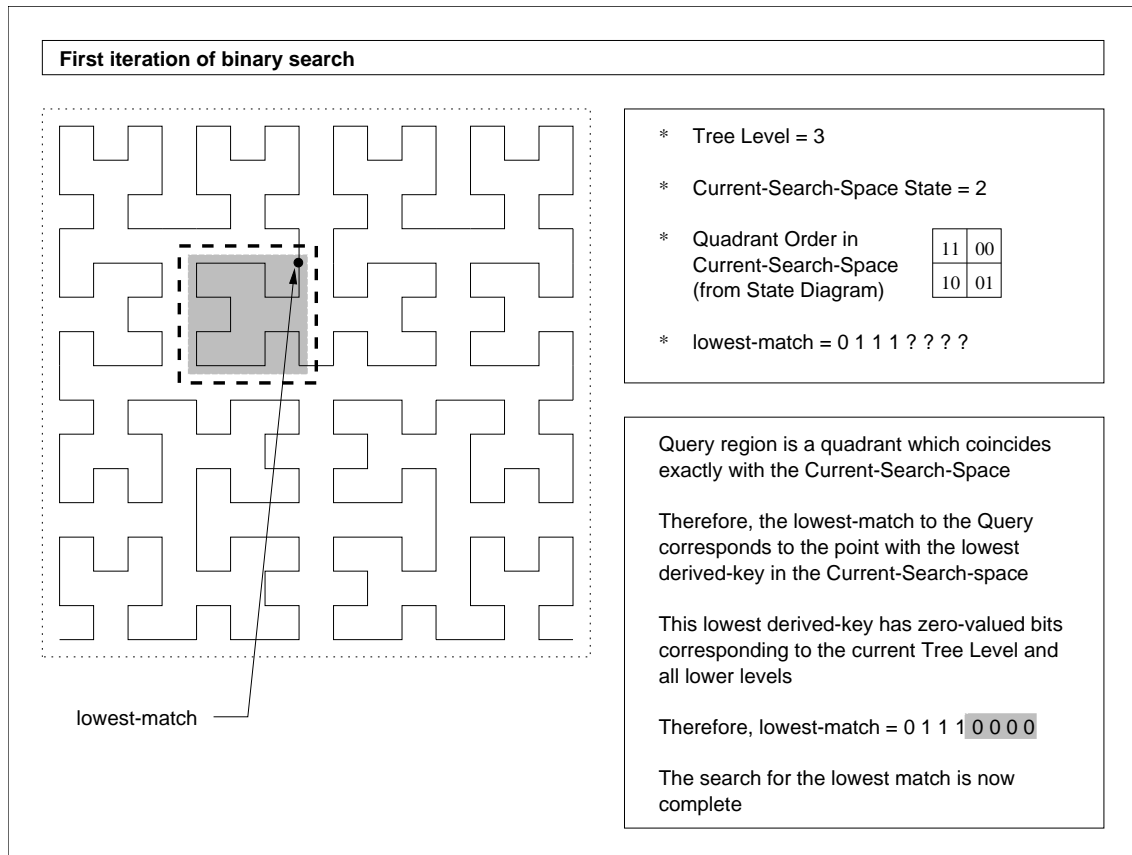 First iteration of binary search
* Tree Level = 3
* Current-Search-Space State = 2
* Quadrant Order in
Current-Search-Space
(from State Diagram)
11 00
10 01
* lowest-match = 0 1 1 1 ? ? ? ?
Query region is a quadrant which coincides
exactly with the Current-Search-Space
Therefore, the lowest-match to the Query
corresponds to the point with the lowest
derived-key in the Current-Search-space
This lowest derived-key has zero-valued bits
corresponding to the current Tree Level and
all lower levels
Therefore, lowest-match = 0 1 1 1 0 0 0 0
The search for the lowest match is now
complete
lowest-match